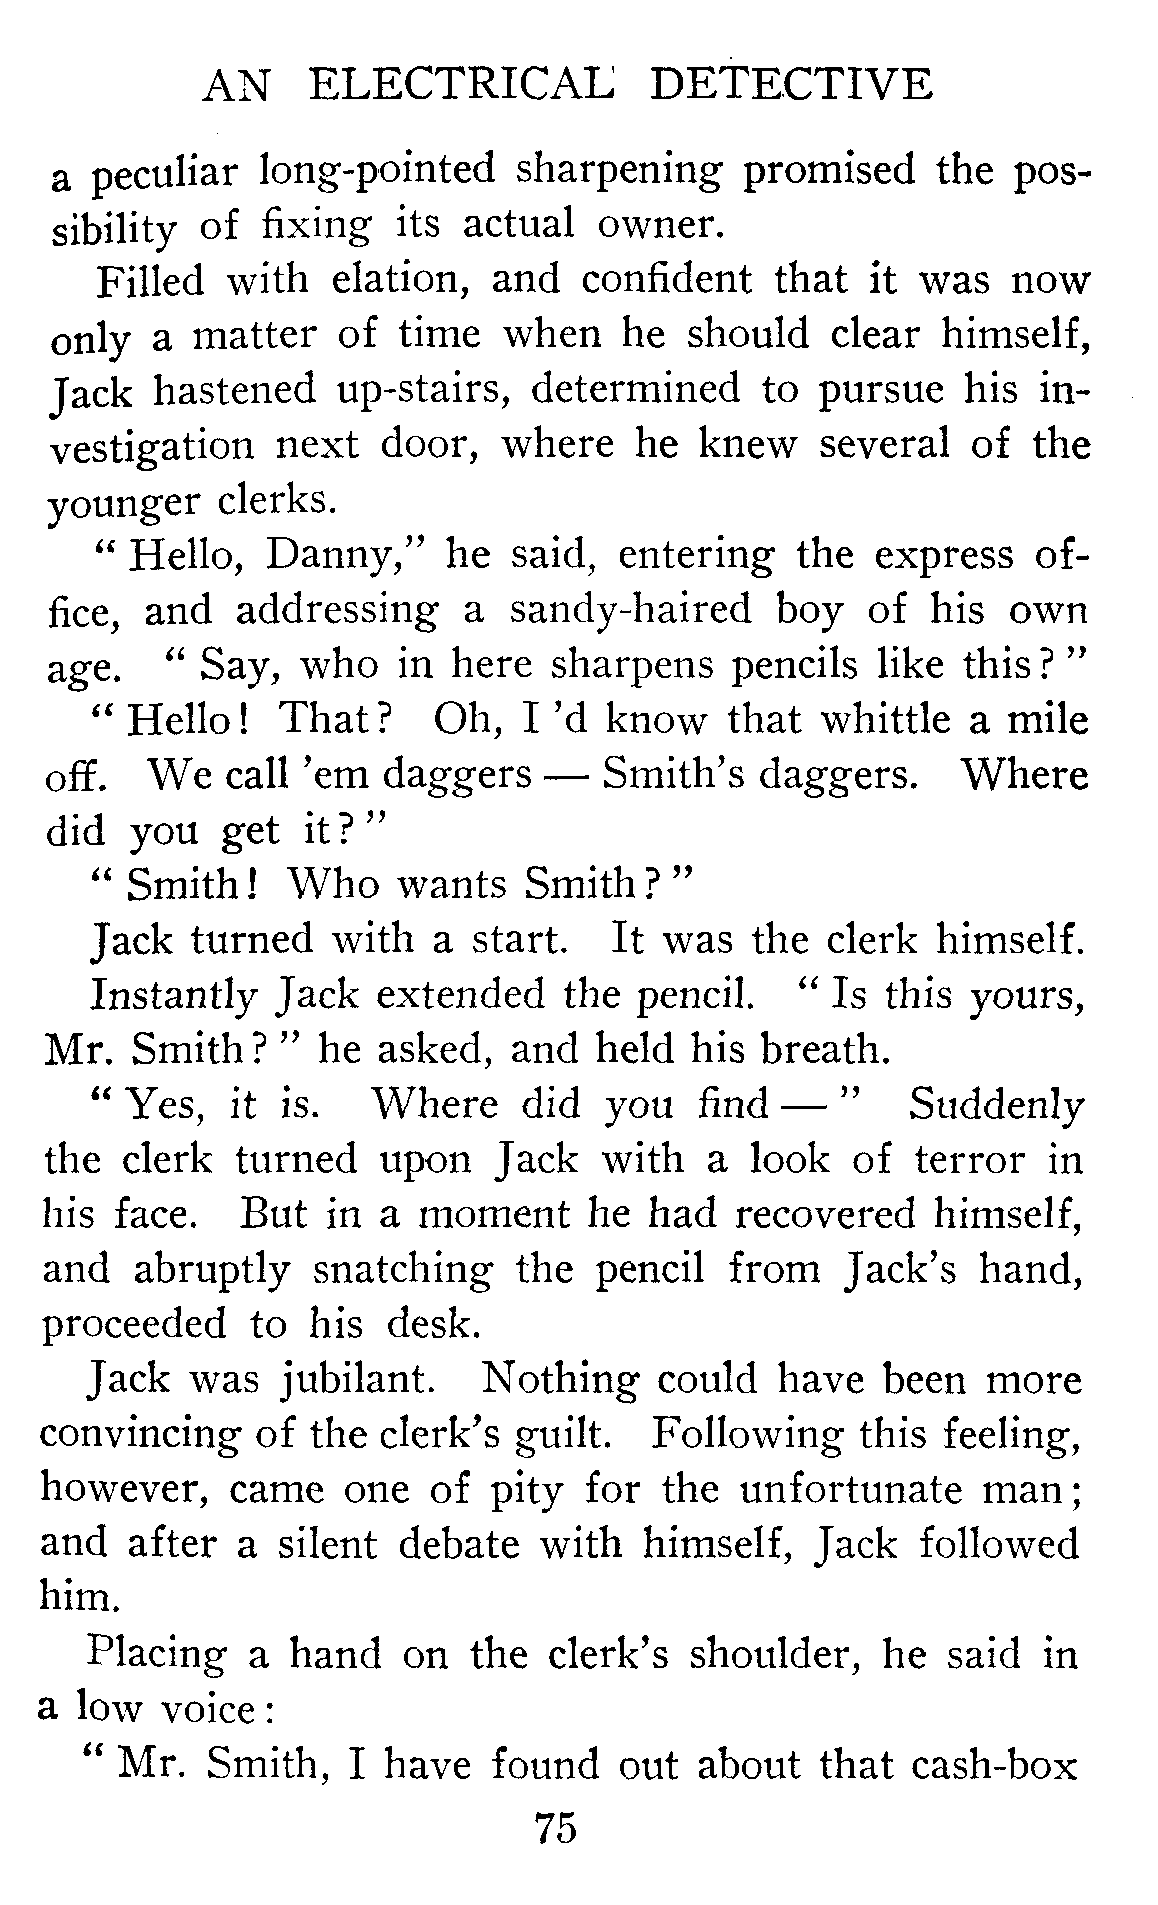 AN ELECTRICAL DETECTIVE
a peculiar long-pointed sharpening promised the pos-
sibility of fixing its actual owner.
Filled with elation, and confident that it was now
only a matter of time when he should clear himself,
Jack hastened up-stairs, determined to pursue his in-
vestigation next door, where he knew several of the
younger clerks.
“ Hello, Danny,” he said, entering the express of-
fice, and addressing a sandy-haired boy of his own
age. “ Say, who in here sharpens pencils like this? ”
“ Hello! That? Oh, I 'd know that whittle a mile
off. We call 'em daggers — Smith's daggers. Where
did you get it? ”
“ Smith! Who wants Smith? ”
Jack turned with a start. It was the clerk himself.
Instantly Jack extended the pencil. “ Is this yours,
Mr. Smith? ” he asked, and held his breath.
“ Yes, it is. Where did you find — ” Suddenly
the clerk turned upon Jack with a look of terror in
his face. But in a moment he had recovered himself,
and abruptly snatching the pencil from Jack's hand,
proceeded to his desk.
Jack was jubilant. Nothing could have been more
convincing of the clerk's guilt. Following this feeling,
however, came one of pity for the unfortunate man;
and after a silent debate with himself, Jack followed
him.
Placing a hand on the clerk's shoulder, he said in
a low voice:
“ Mr. Smith, I have found out about that cash-box
75